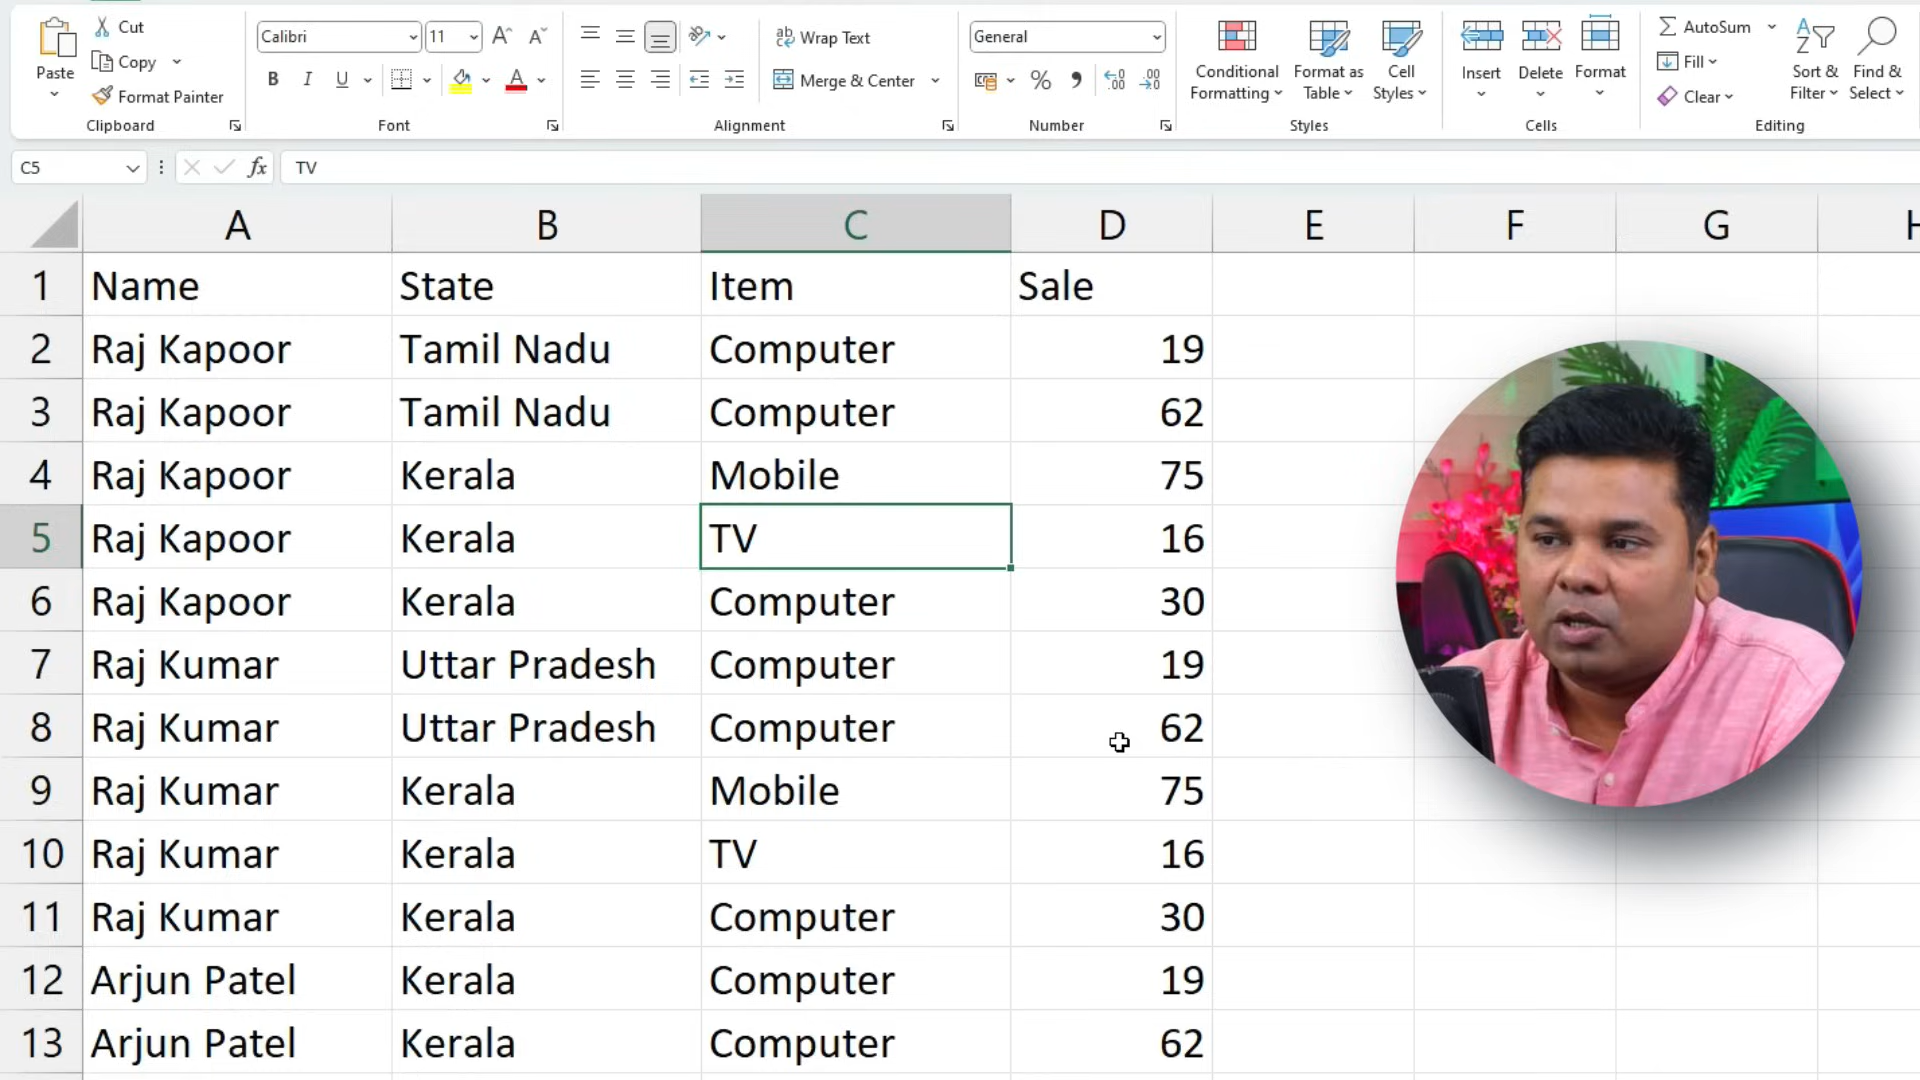 Cut
Copy
Format Painter
Paste
Clipboard
Calibri 11 A A
B I U A
Font
ab Wrap Text
Merge & Center
Alignment
General
% 9
Number
Conditional Formatting
Format as Table
Cell Styles
Styles
Insert
Delete
Format
Cells
AutoSum
Fill
Clear
Sort & Filter
Find & Select
Editing
C5 fx TV
A B C D E F G H
1 Name State Item Sale
2 Raj Kapoor Tamil Nadu Computer 19
3 Raj Kapoor Tamil Nadu Computer 62
4 Raj Kapoor Kerala Mobile 75
5 Raj Kapoor Kerala TV 16
6 Raj Kapoor Kerala Computer 30
7 Raj Kumar Uttar Pradesh Computer 19
8 Raj Kumar Uttar Pradesh Computer 62
9 Raj Kumar Kerala Mobile 75
10 Raj Kumar Kerala TV 16
11 Raj Kumar Kerala Computer 30
12 Arjun Patel Kerala Computer 19
13 Arjun Patel Kerala Computer 62